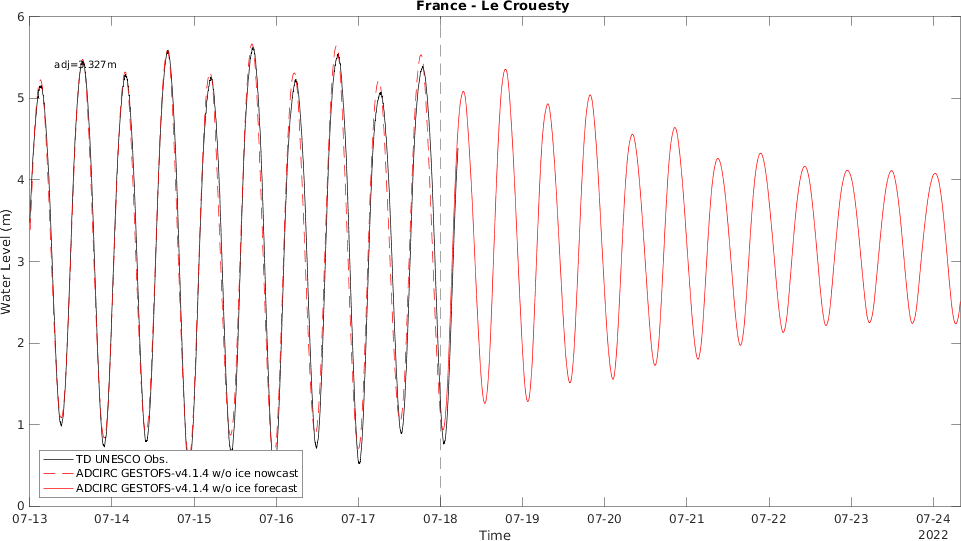 France - Le Crouesty
6
5
4
3
2
1
0
Water Level (m)
TD UNESCO Obs.
ADCIRC GESTOFS-v4.1.4 w/o ice nowcast
ADCIRC GESTOFS-v4.1.4 w/o ice forecast
07-13 07-14 07-15 07-16 07-17 07-18 07-19 07-20 07-21 07-22 07-23 07-24
Time
2022